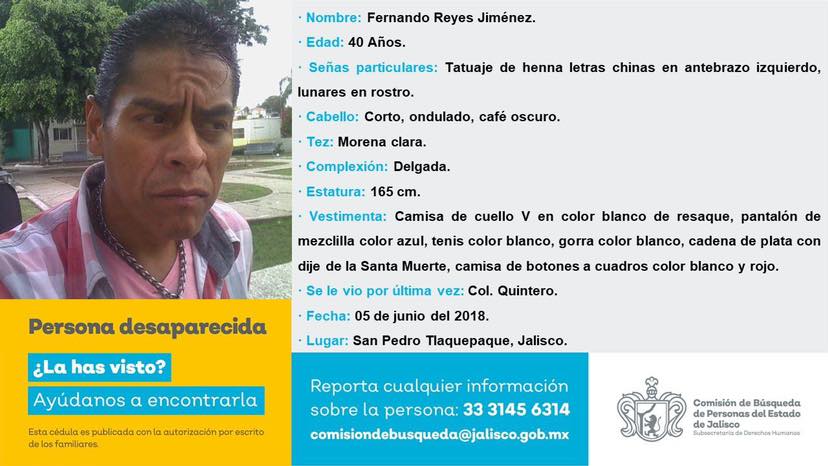 · Nombre: Fernando Reyes Jiménez.
· Edad: 40 Años.
· Señas particulares: Tatuaje de henna letras chinas en antebrazo izquierdo,
lunares en rostro.
· Cabello: Corto, ondulado, café oscuro.
· Tez: Morena clara.
· Complexión: Delgada.
· Estatura: 165 cm.
· Vestimenta: Camisa de cuello V en color blanco de resaque, pantalón de
mezclilla color azul, tenis color blanco, gorra color blanco, cadena de plata con
dije de la Santa Muerte, camisa de botones a cuadros color blanco y rojo.
· Se le vio por última vez: Col. Quintero.
· Fecha: 05 de junio del 2018.
· Lugar: San Pedro Tlaquepaque, Jalisco.
Persona desaparecida
¿La has visto?
Ayúdanos a encontrarla
Esta cédula es publicada con la autorización por escrito
de los familiares.
Reporta cualquier información
sobre la persona: 33 3145 6314
comisiondebusqueda@jalisco.gob.mx
Comisión de Búsqueda
de Personas del Estado
de Jalisco
Subsecretaría de Derechos Humanos